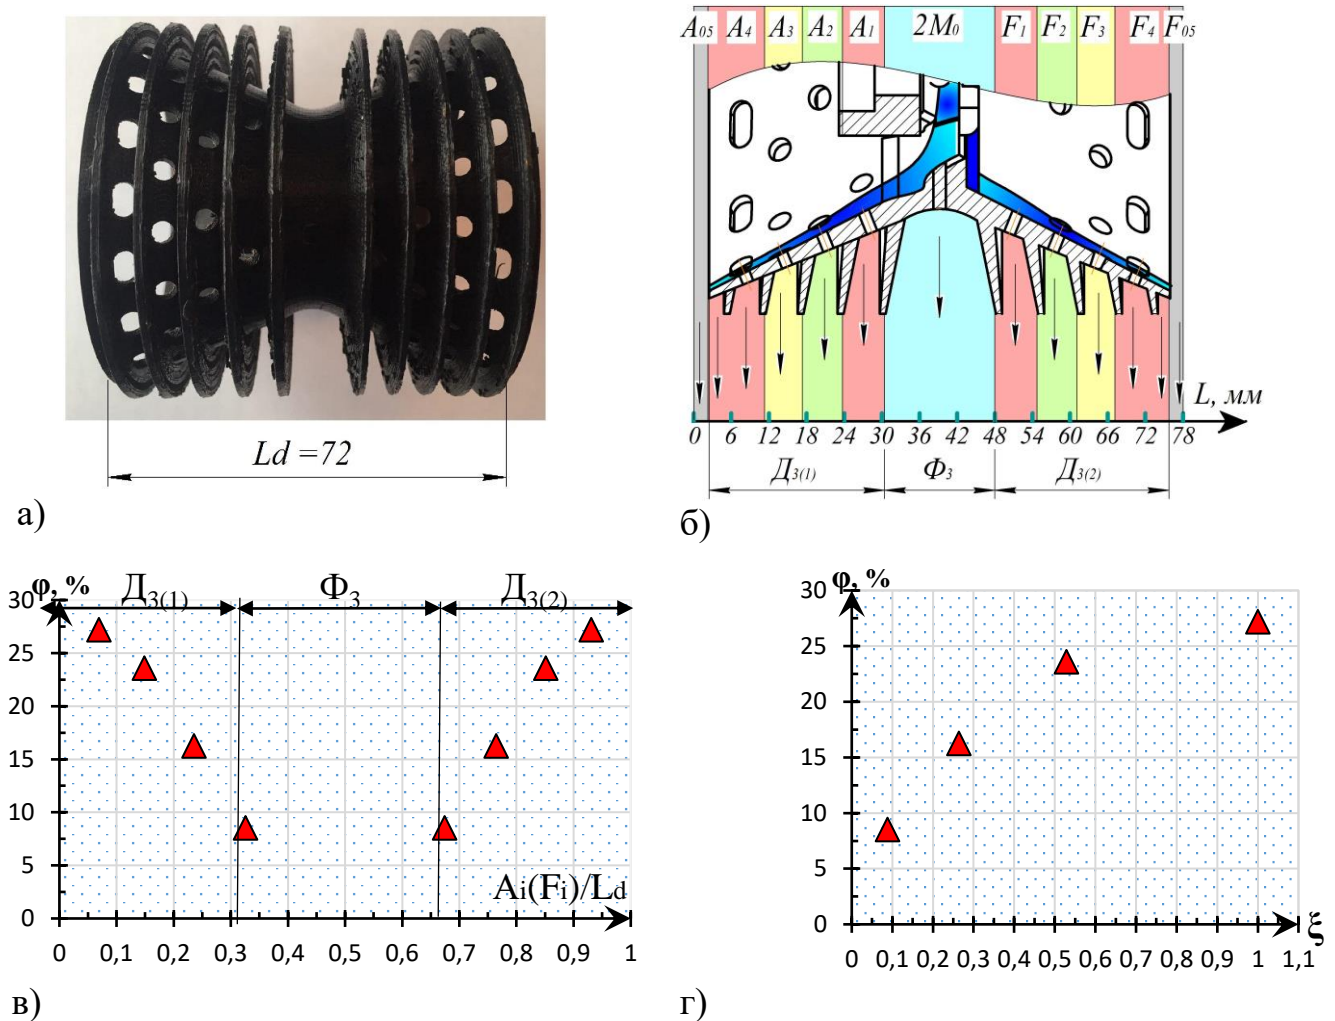 Ld =72
а)
A05 A4 A3 A2 A1 2M0 F1 F2 F3 F4 F05
L, мм
0 6 12 18 24 30 36 42 48 54 60 66 72 78
Д3(1) Ф3 Д3(2)
б)
φ, %
Д3(1) Ф3 Д3(2)
30
25
20
15
10
5
0
Ai(Fi)/Ld
0 0,1 0,2 0,3 0,4 0,5 0,6 0,7 0,8 0,9 1
в)
φ, %
30
25
20
15
10
5
0
ξ
0 0,1 0,2 0,3 0,4 0,5 0,6 0,7 0,8 0,9 1 1,1
г)